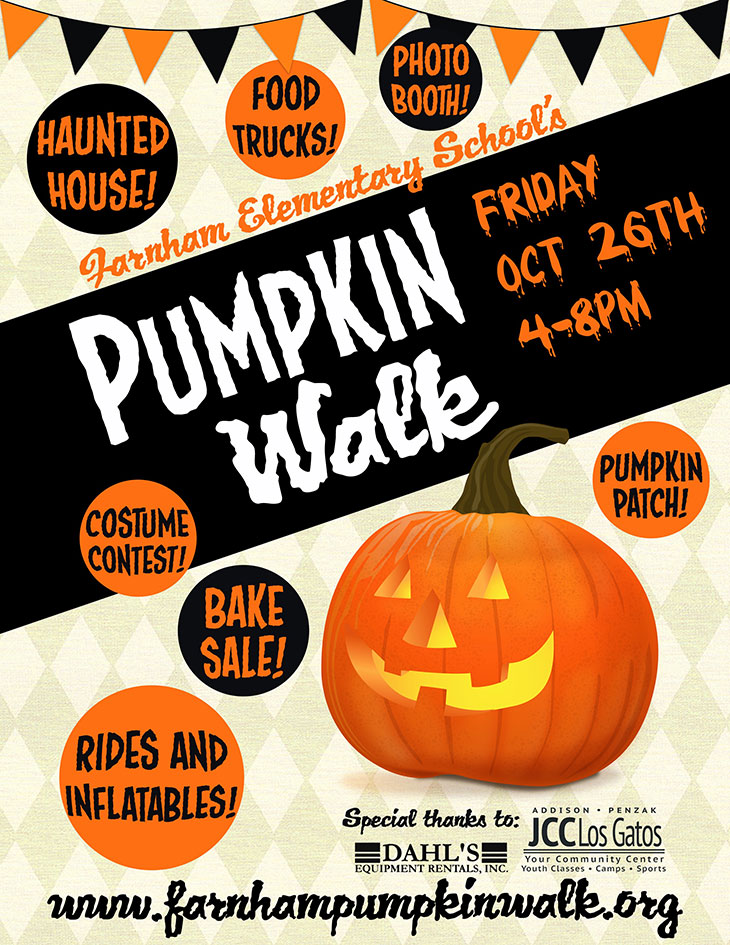 HAUNTED
HOUSE!
FOOD
TRUCKS!
PHOTO
BOOTH!
Farnham Elementary School's
PUMPKIN
Walk
FRIDAY
OCT 26TH
4-8PM
PUMPKIN
PATCH!
COSTUME
CONTEST!
BAKE
SALE!
RIDES AND
INFLATABLES!
Special thanks to:
DAHL'S
EQUIPMENT RENTALS, INC.
ADDISON • PENZAK
JCC Los Gatos
Your Community Center
Youth Classes • Camps • Sports
www.farnhampumpkinwalk.org